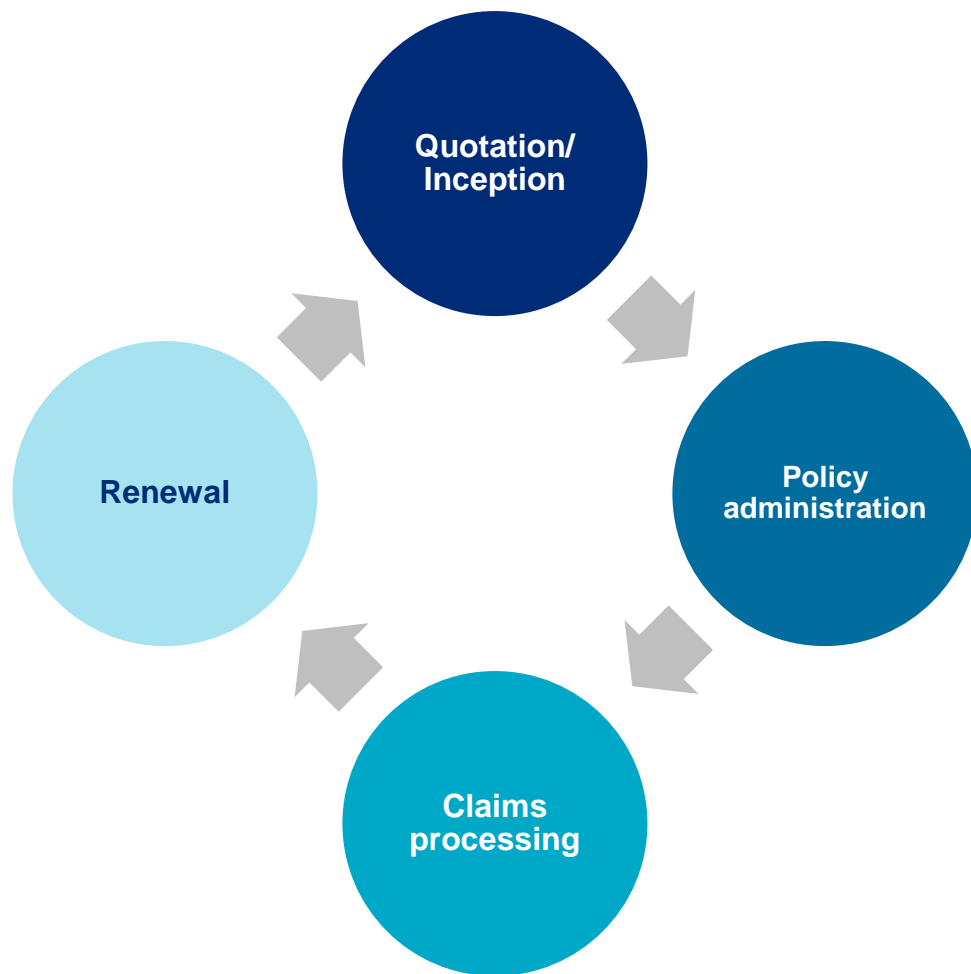 Quotation/
Inception
Policy
administration
Claims
processing
Renewal